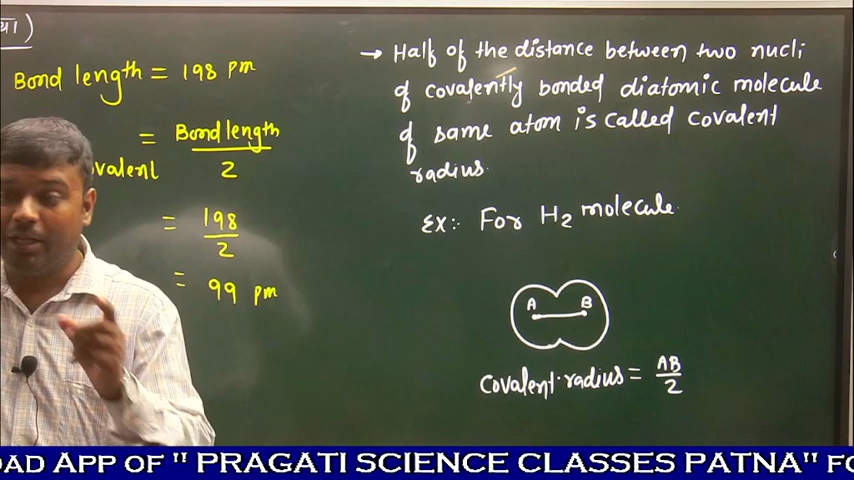 या)
Bond length = 198 pm
= Bond length
2
valent
= 198
2
= 99 pm
→ Half of the distance between two nucli
of covalently bonded diatomic molecule
of same atom is called covalent
radius.
Ex:- For H2 molecule.
A B
Covalent radius = AB
2
AD APP OF " PRAGATI SCIENCE CLASSES PATNA" FO